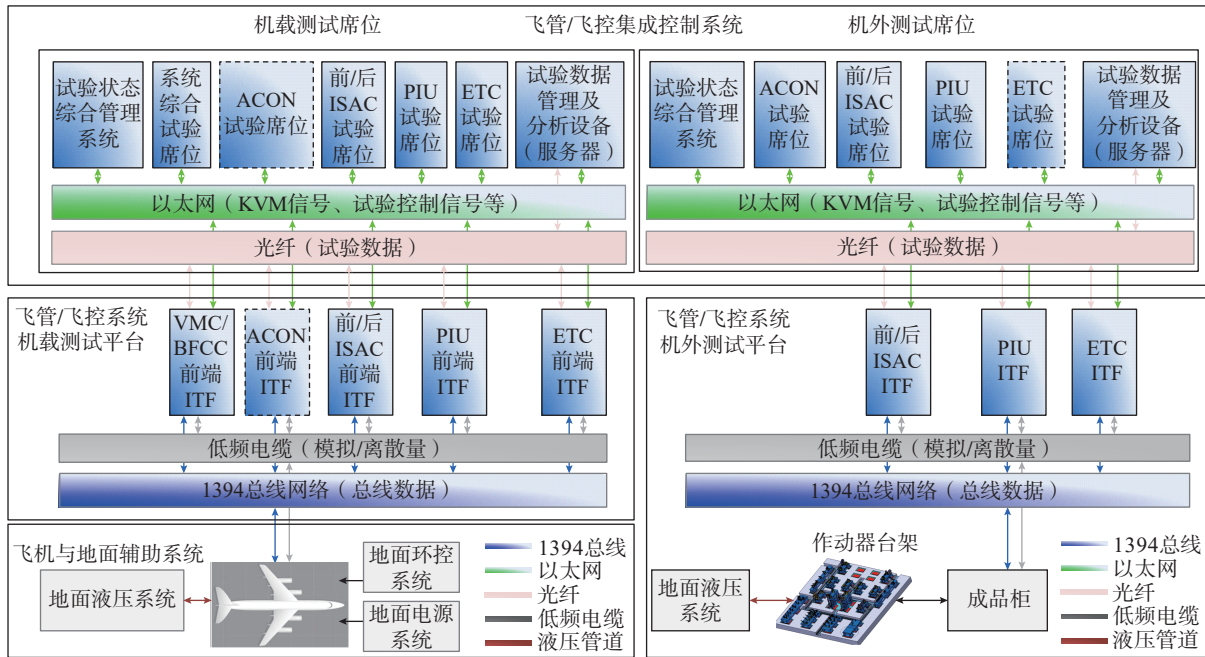 飞管/飞控集成控制系统
机载测试席位
试验状态
综合管理
系统
系统
综合
试验
席位
ACON
试验席位
前/后
ISAC
试验
席位
PIU
试验
席位
ETC
试验
席位
试验数据
管理及
分析设备
（服务器）
以太网（KVM信号、试验控制信号等）
光纤（试验数据）
机外测试席位
试验状态
综合管理
系统
ACON
试验
席位
前/后
ISAC
试验
席位
PIU
试验
席位
ETC
试验
席位
试验数据
管理及
分析设备
（服务器）
以太网（KVM信号、试验控制信号等）
光纤（试验数据）
飞管/飞控系统
机载测试平台
VMC/
BFCC
前端
ITF
ACON
前端
ITF
前/后
ISAC
前端
ITF
PIU
前端
ITF
ETC
前端
ITF
低频电缆（模拟/离散量）
1394总线网络（总线数据）
飞管/飞控系统
机外测试平台
前/后
ISAC
ITF
PIU
ITF
ETC
ITF
低频电缆（模拟/离散量）
1394总线网络（总线数据）
飞机与地面辅助系统
地面液压系统
地面环控
系统
地面电源
系统
1394总线
以太网
光纤
低频电缆
液压管道
地面液压
系统
作动器台架
成品柜
1394总线
以太网
光纤
低频电缆
液压管道